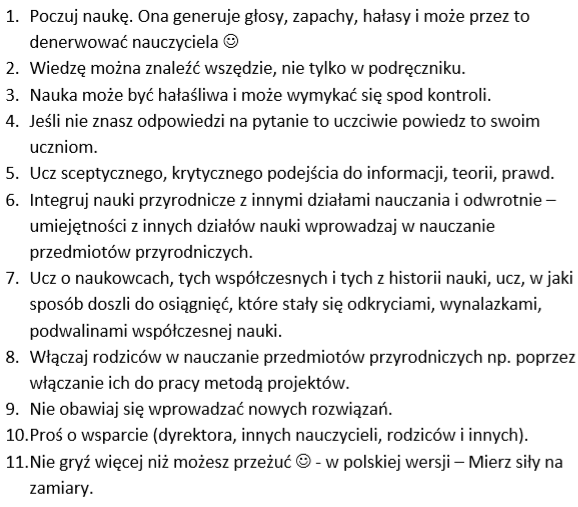 1. Poczuj naukę. Ona generuje głosy, zapachy, hałasy i może przez to
denerwować nauczyciela ☺
2. Wiedzę można znaleźć wszędzie, nie tylko w podręczniku.
3. Nauka może być hałaśliwa i może wymykać się spod kontroli.
4. Jeśli nie znasz odpowiedzi na pytanie to uczciwie powiedz to swoim
uczniom.
5. Ucz sceptycznego, krytycznego podejścia do informacji, teorii, prawd.
6. Integruj nauki przyrodnicze z innymi działami nauczania i odwrotnie –
umiejętności z innych działów nauki wprowadzaj w nauczanie
przedmiotów przyrodniczych.
7. Ucz o naukowcach, tych współczesnych i tych z historii nauki, ucz, w jaki
sposób doszli do osiągnięć, które stały się odkryciami, wynalazkami,
podwalinami współczesnej nauki.
8. Włączaj rodziców w nauczanie przedmiotów przyrodniczych np. poprzez
włączanie ich do pracy metodą projektów.
9. Nie obawiaj się wprowadzać nowych rozwiązań.
10.Proś o wsparcie (dyrektora, innych nauczycieli, rodziców i innych).
11.Nie gryź więcej niż możesz przeżuć ☺ - w polskiej wersji – Mierz siły na
zamiary.